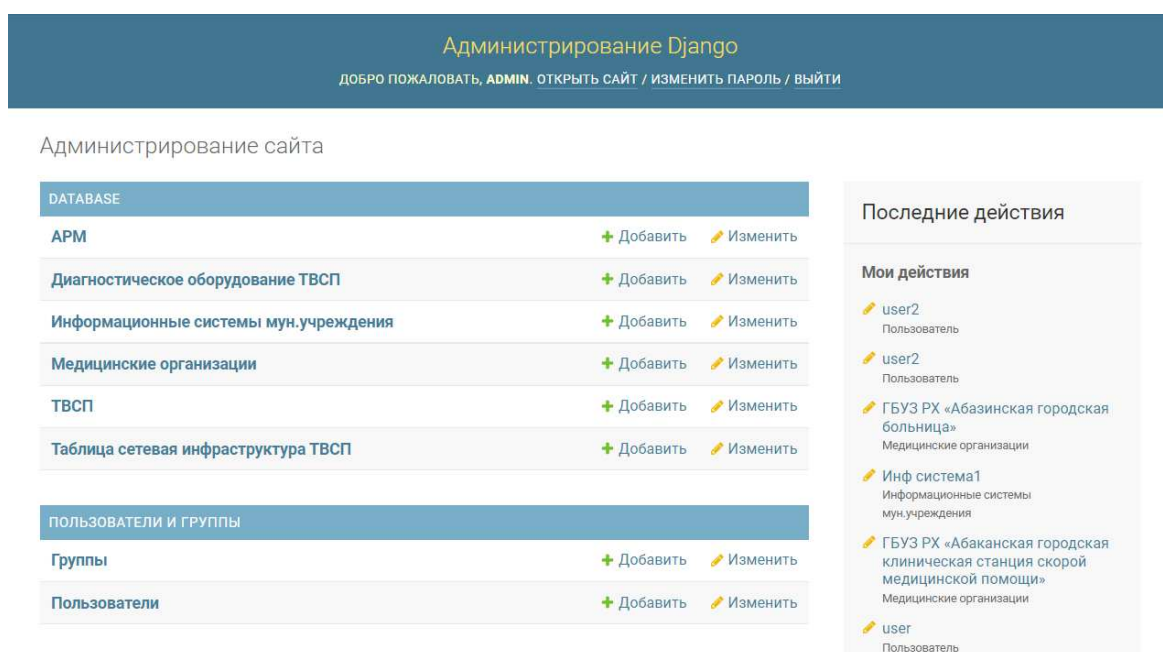 Администрирование Django
ДОБРО ПОЖАЛОВАТЬ, ADMIN. ОТКРЫТЬ САЙТ / ИЗМЕНИТЬ ПАРОЛЬ / ВЫЙТИ
Администрирование сайта
DATABASE
АРМ Добавить Изменить
Диагностическое оборудование ТВСП Добавить Изменить
Информационные системы мун.учреждения Добавить Изменить
Медицинские организации Добавить Изменить
ТВСП Добавить Изменить
Таблица сетевая инфраструктура ТВСП Добавить Изменить
ПОЛЬЗОВАТЕЛИ И ГРУППЫ
Группы Добавить Изменить
Пользователи Добавить Изменить
Последние действия
Мои действия
user2
Пользователь
user2
Пользователь
ГБУЗ РХ «Абазинская городская
больница»
Медицинские организации
Инф система1
Информационные системы
мун.учреждения
ГБУЗ РХ «Абаканская городская
клиническая станция скорой
медицинской помощи»
Медицинские организации
user
Пользователь